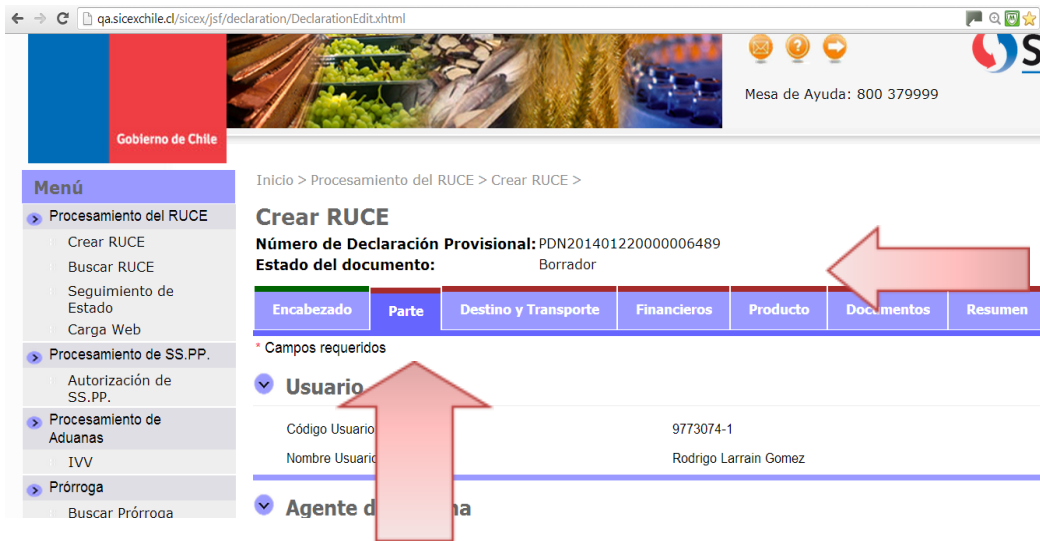 qa.sicexchile.cl/sicex/jsf/declaration/DeclarationEdit.xhtml
Gobierno de Chile
Mesa de Ayuda: 800 379999
S
Menú
Procesamiento del RUCE
Crear RUCE
Buscar RUCE
Seguimiento de
Estado
Carga Web
Procesamiento de SS.PP.
Autorización de
SS.PP.
Procesamiento de
Aduanas
IVV
Prórroga
Buscar Prórroga
Inicio > Procesamiento del RUCE > Crear RUCE >
Crear RUCE
Número de Declaración Provisional: PDN201401220000006489
Estado del documento: Borrador
Encabezado Parte Destino y Transporte Financieros Producto Documentos Resumen
* Campos requeridos
Usuario
Código Usuario 9773074-1
Nombre Usuario Rodrigo Larrain Gomez
Agente d na